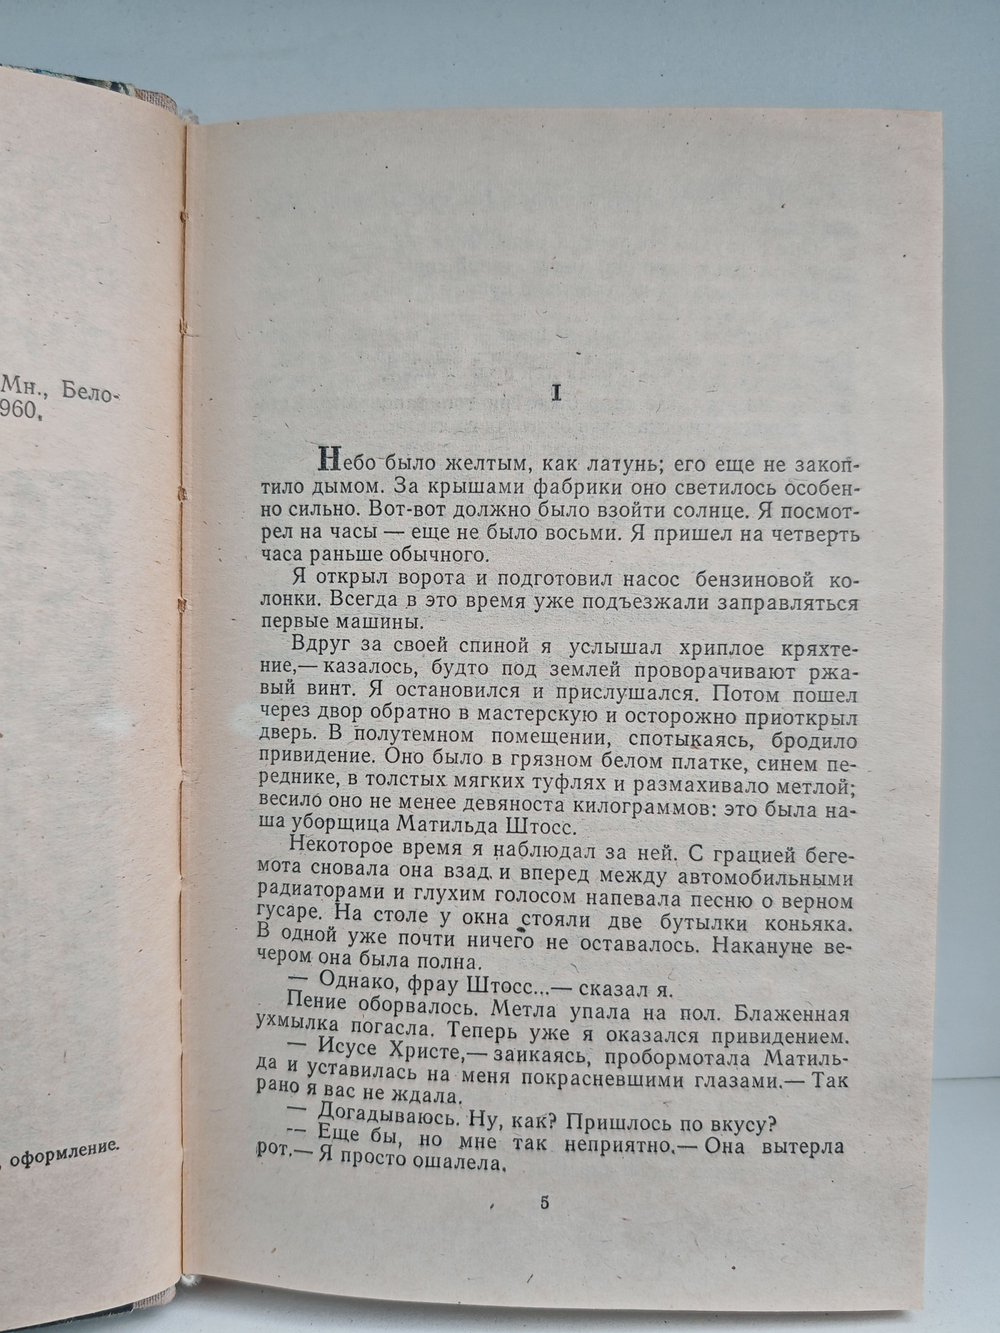 Мн., Бело-
960.
, оформление.
I
Небо было желтым, как латунь; его еще не закоп-
тило дымом. За крышами фабрики оно светилось особен-
но сильно. Вот-вот должно было взойти солнце. Я посмот-
рел на часы — еще не было восьми. Я пришел на четверть
часа раньше обычного.
Я открыл ворота и подготовил насос бензиновой ко-
лонки. Всегда в это время уже подъезжали заправляться
первые машины.
Вдруг за своей спиной я услышал хриплое кряхте-
ние,— казалось, будто под землей проворачивают ржа-
вый винт. Я остановился и прислушался. Потом пошел
через двор обратно в мастерскую и осторожно приоткрыл
дверь. В полутемном помещении, спотыкаясь, бродило
привидение. Оно было в грязном белом платке, синем пе-
реднике, в толстых мягких туфлях и размахивало метлой;
весило оно не менее девяноста килограммов: это была на-
ша уборщица Матильда Штосс.
Некоторое время я наблюдал за ней. С грацией беге-
мота сновала она взад и вперед между автомобильными
радиаторами и глухим голосом напевала песню о верном
гусаре. На столе у окна стояли две бутылки коньяка.
В одной уже почти ничего не оставалось. Накануне ве-
чером она была полна.
— Однако, фрау Штосс...— сказал я.
Пение оборвалось. Метла упала на пол. Блаженная
ухмылка погасла. Теперь уже я оказался привидением.
— Исусе Христе,— заикаясь, пробормотала Матиль-
да и уставилась на меня покрасневшими глазами.— Так
рано я вас не ждала.
— Догадываюсь. Ну, как? Пришлось по вкусу?
— Еще бы, но мне так неприятно.— Она вытерла
рот.— Я просто ошалела.
5